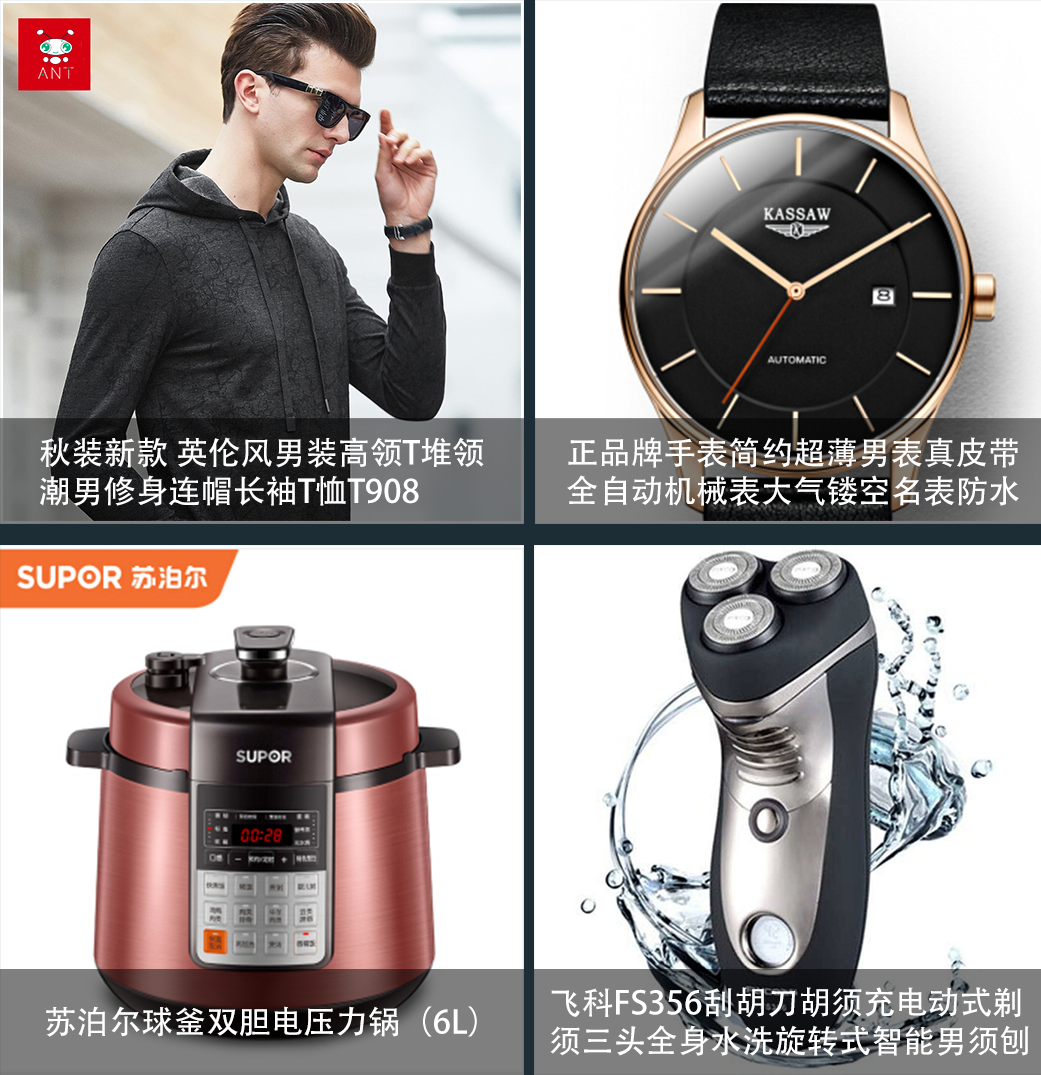 ANT
秋装新款 英伦风男装高领T堆领
潮男修身连帽长袖T恤T908
KASSAW
8
AUTOMATIC
正品牌手表简约超薄男表真皮带
全自动机械表大气镂空名表防水
SUPOR 苏泊尔
SUPOR
00:28
苏泊尔球釜双胆电压力锅（6L）
飞科FS356刮胡刀胡须充电动式剃
须三头全身水洗旋转式智能男须刨